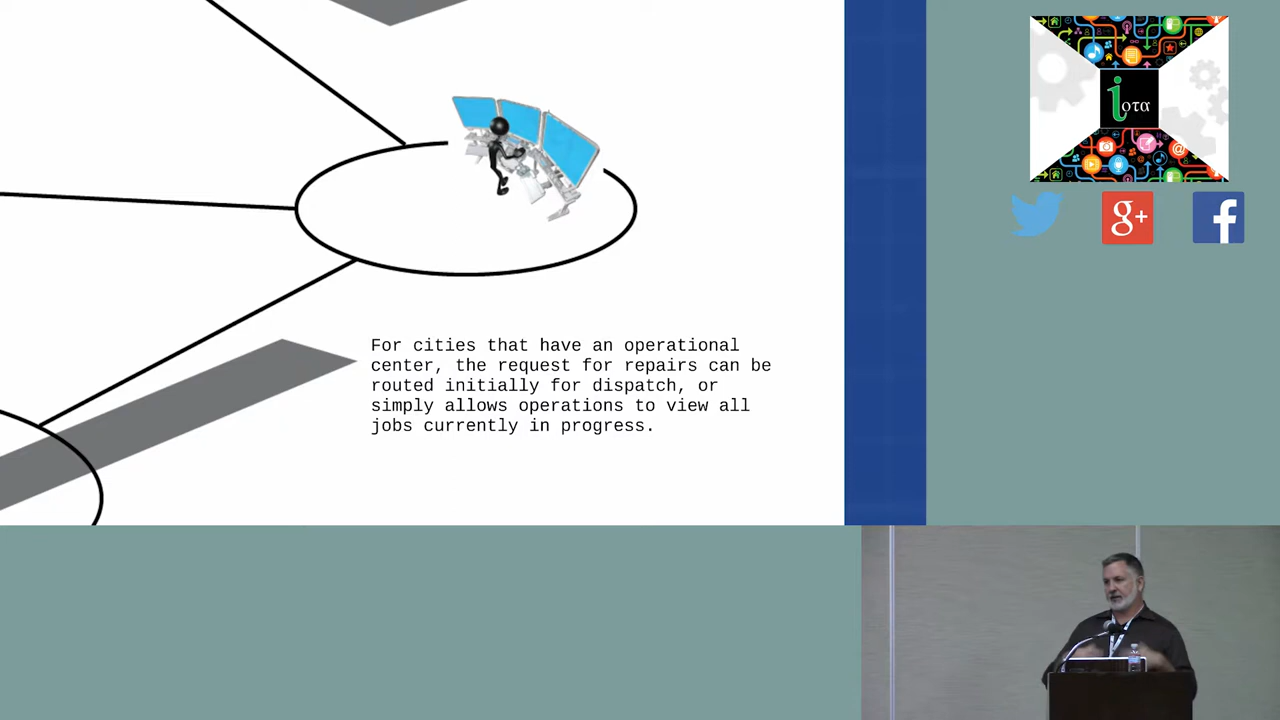 iοτα
@
g+
f
For cities that have an operational
center, the request for repairs can be
routed initially for dispatch, or
simply allows operations to view all
jobs currently in progress.